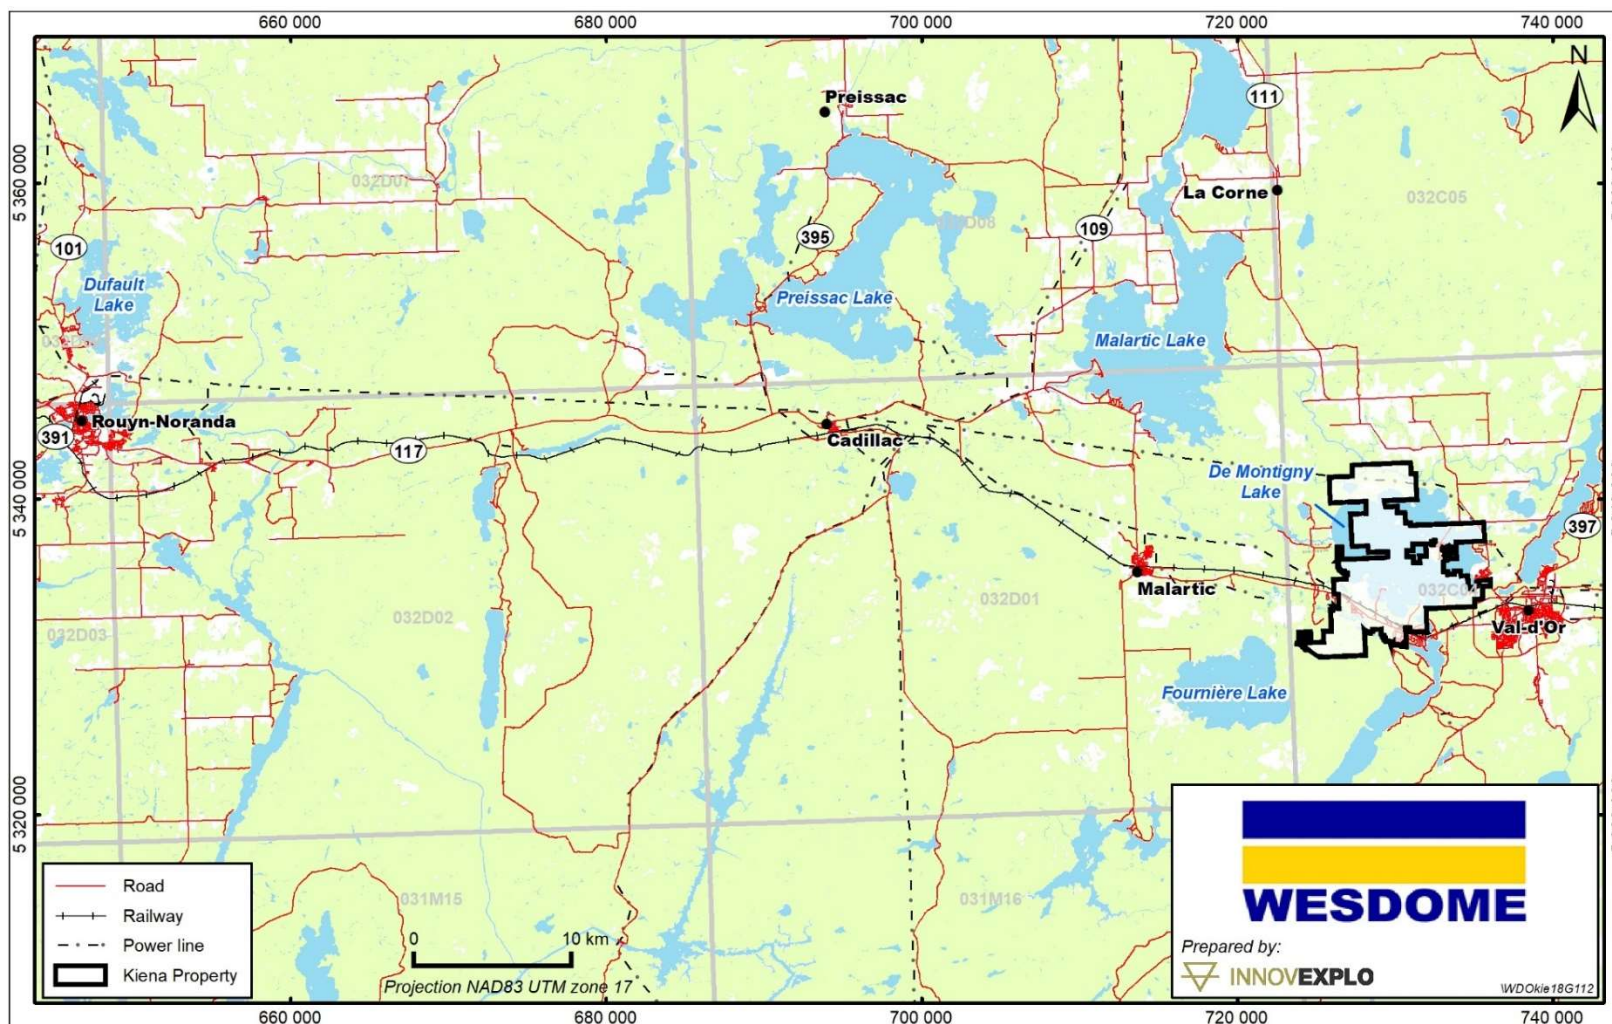 660 000
680 000
700 000
720 000
740 000
N
Preissac
111
5 360 000
032D07
La Corne
032C05
101
395
109
Dufault
Lake
Preissac Lake
Malartic Lake
Rouyn-Noranda
391
117
Cadillac
De Montigny
Lake
5 340 000
397
Malartic
032D03
032D02
032D01
Val-d'Or
Fournière Lake
5 320 000
031M15
031M16
Road
Railway
Power line
Kiena Property
0 10 km
Projection NAD83 UTM zone 17
WESDOME
Prepared by:
INNOVEXPLO
\WDOkie18G112
660 000
680 000
700 000
720 000
740 000